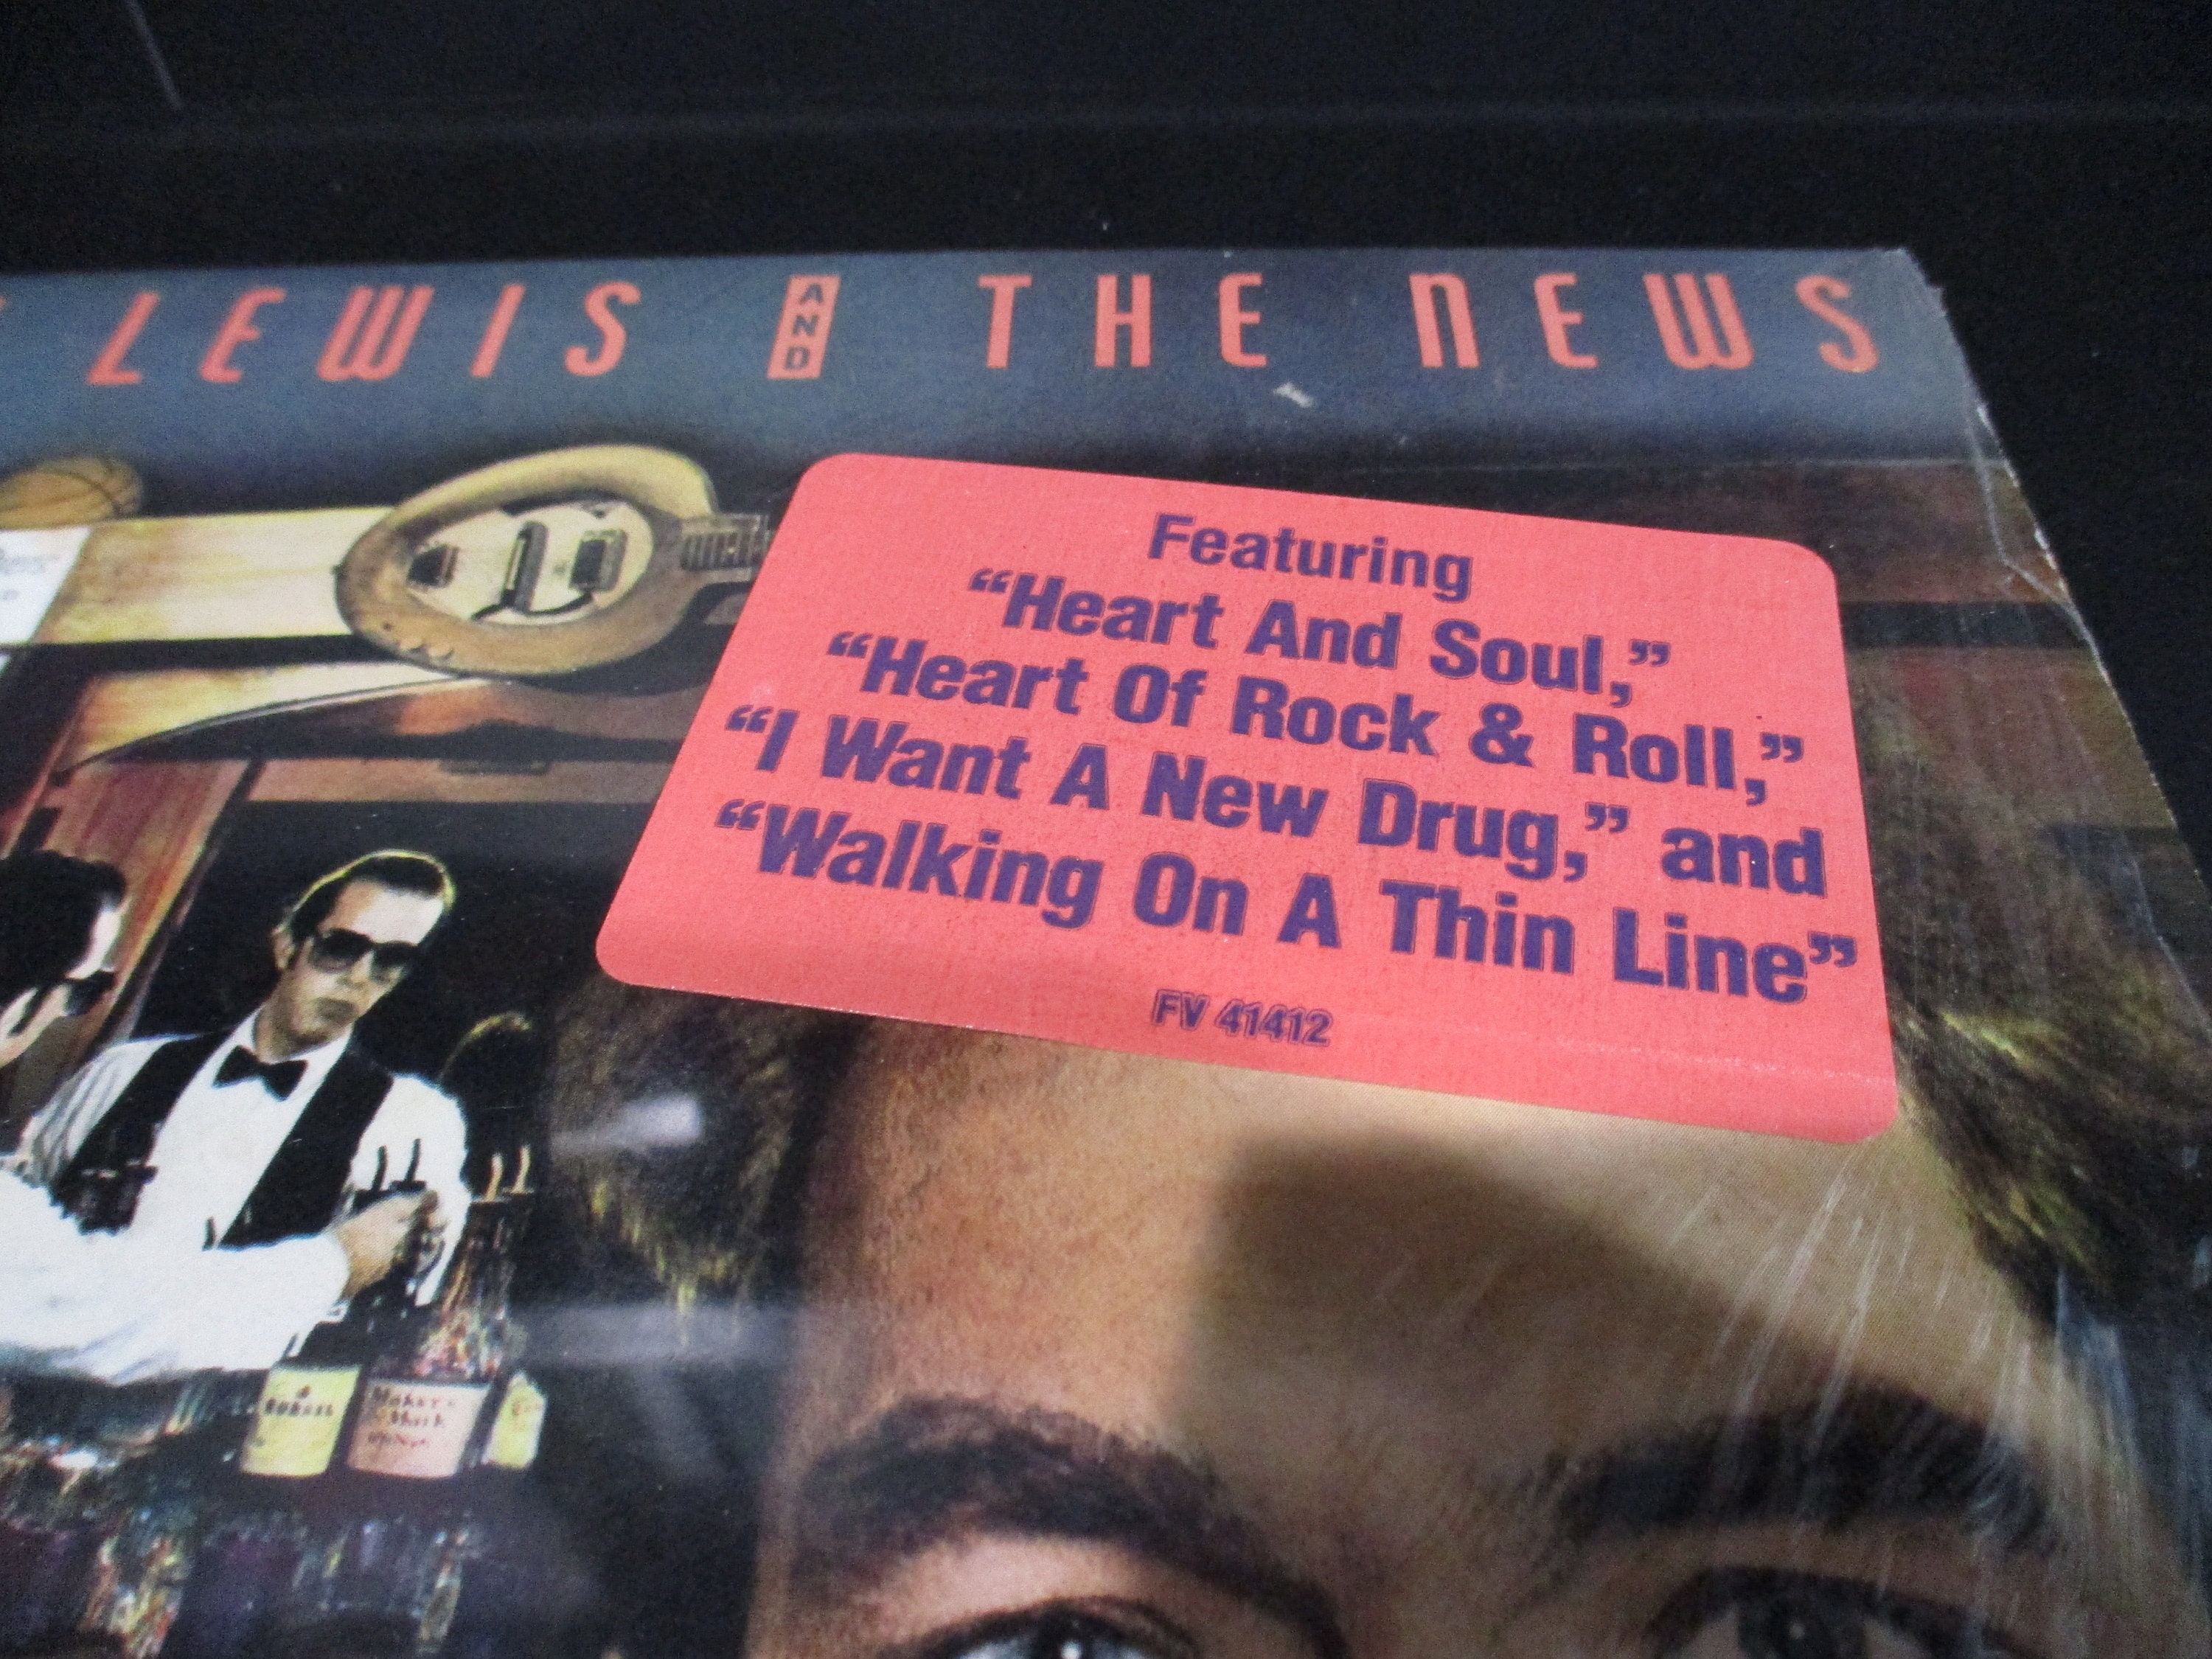 LEWIS AND THE NEWS
Featuring
“Heart And Soul,”
“Heart Of Rock & Roll,”
“I Want A New Drug,” and
“Walking On A Thin Line”
FV 41412